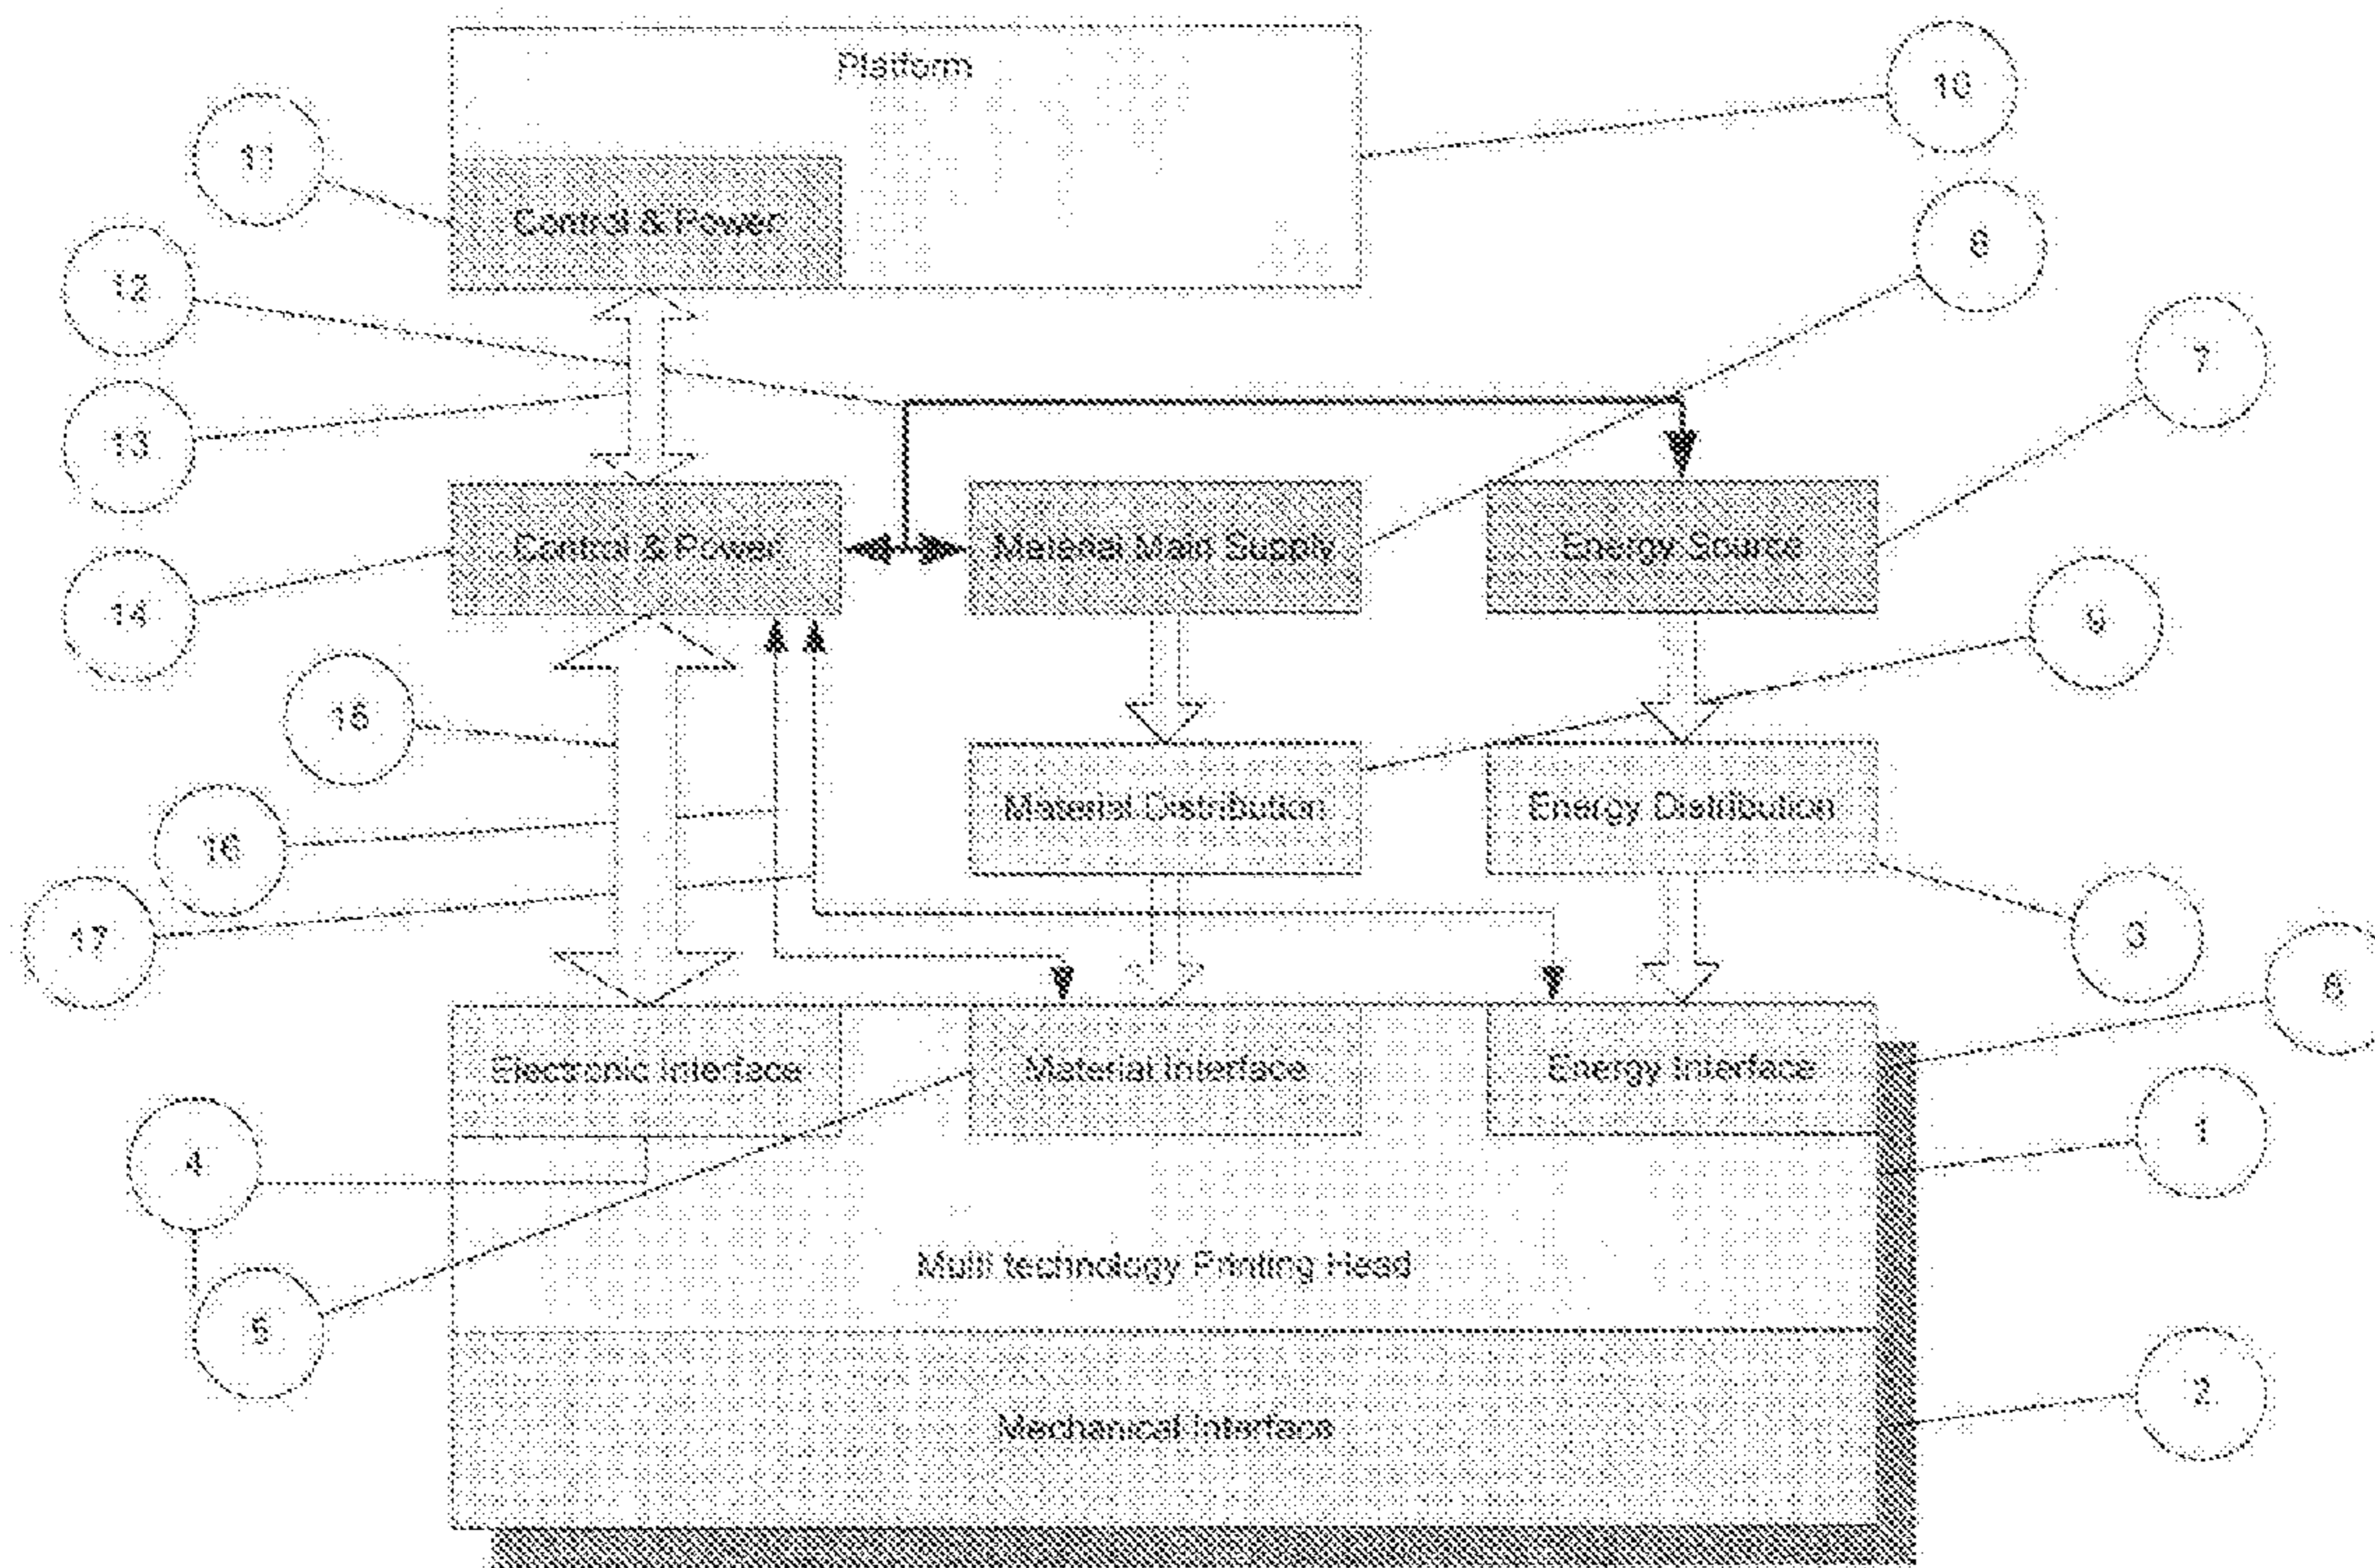 Platform
10
11
Control & Power
8
12
7
13
Control & Power
Material Main Supply
Energy Source
14
9
15
Material Distribution
Energy Distribution
16
17
3
6
Electronic Interface
Material Interface
Energy Interface
1
4
Multi technology Printing Head
5
2
Mechanical Interface